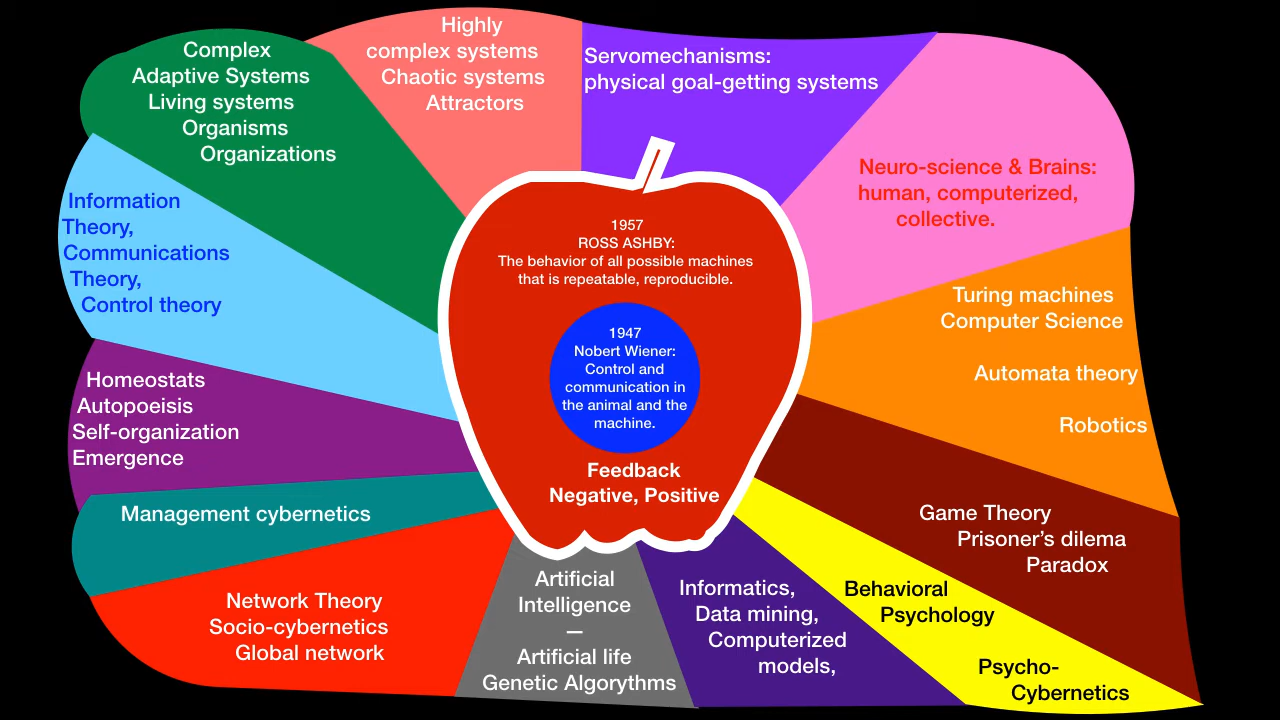 Highly
complex systems
Chaotic systems
Attractors
Servomechanisms:
physical goal-getting systems
Neuro-science & Brains:
human, computerized,
collective.
Turing machines
Computer Science
Automata theory
Robotics
Game Theory
Prisoner's dilema
Paradox
Behavioral
Psychology
Psycho-
Cybernetics
Informatics,
Data mining,
Computerized
models,
Artificial
Intelligence
—
Artificial life
Genetic Algorythms
Network Theory
Socio-cybernetics
Global network
Management cybernetics
Homeostats
Autopoeisis
Self-organization
Emergence
Information
Theory,
Communications
Theory,
Control theory
Complex
Adaptive Systems
Living systems
Organisms
Organizations
1957
ROSS ASHBY:
The behavior of all possible machines
that is repeatable, reproducible.
1947
Nobert Wiener:
Control and
communication in
the animal and the
machine.
Feedback
Negative, Positive